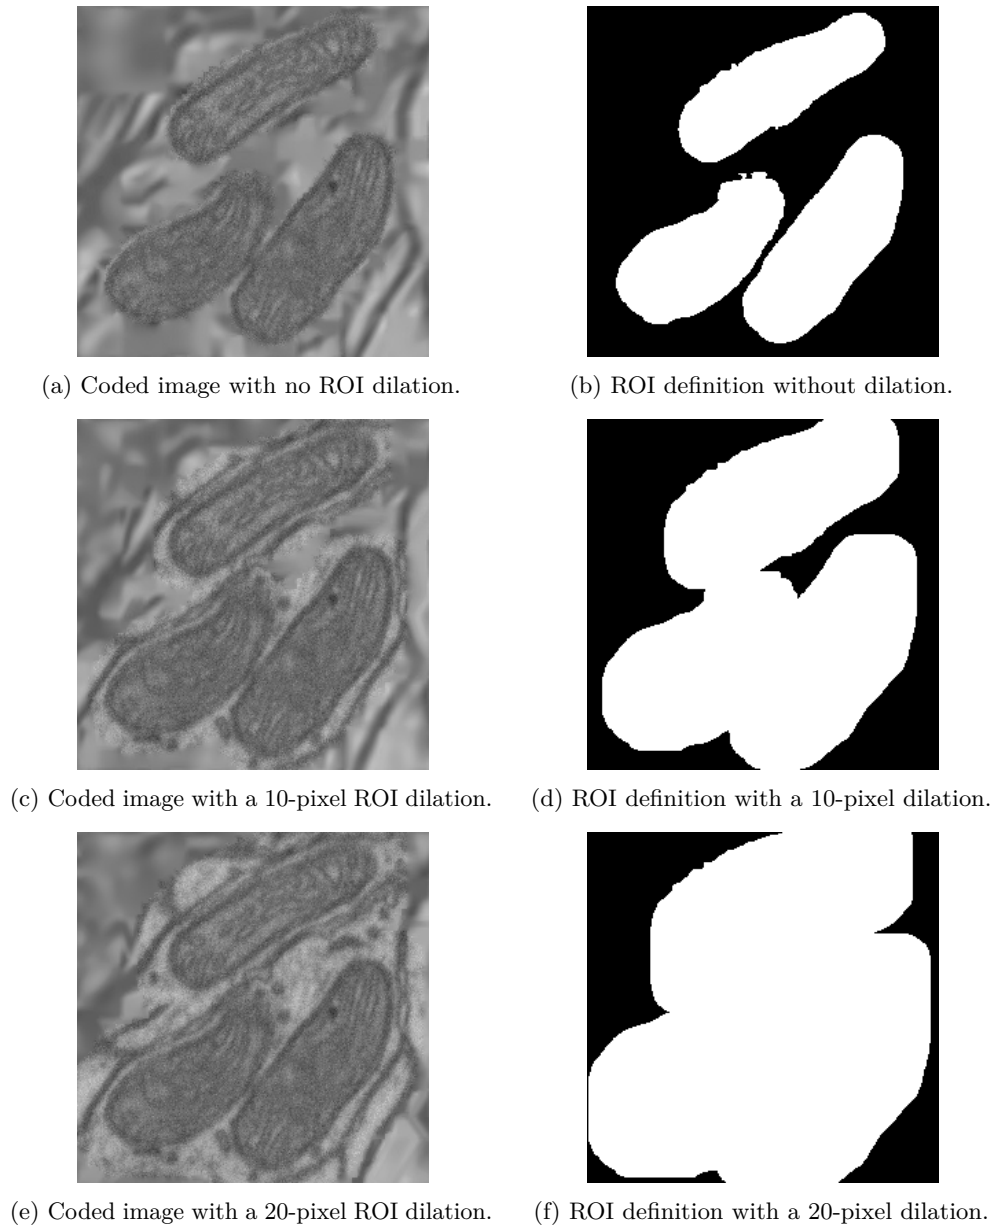 (a) Coded image with no ROI dilation.
(b) ROI definition without dilation.
(c) Coded image with a 10-pixel ROI dilation.
(d) ROI definition with a 10-pixel dilation.
(e) Coded image with a 20-pixel ROI dilation.
(f) ROI definition with a 20-pixel dilation.